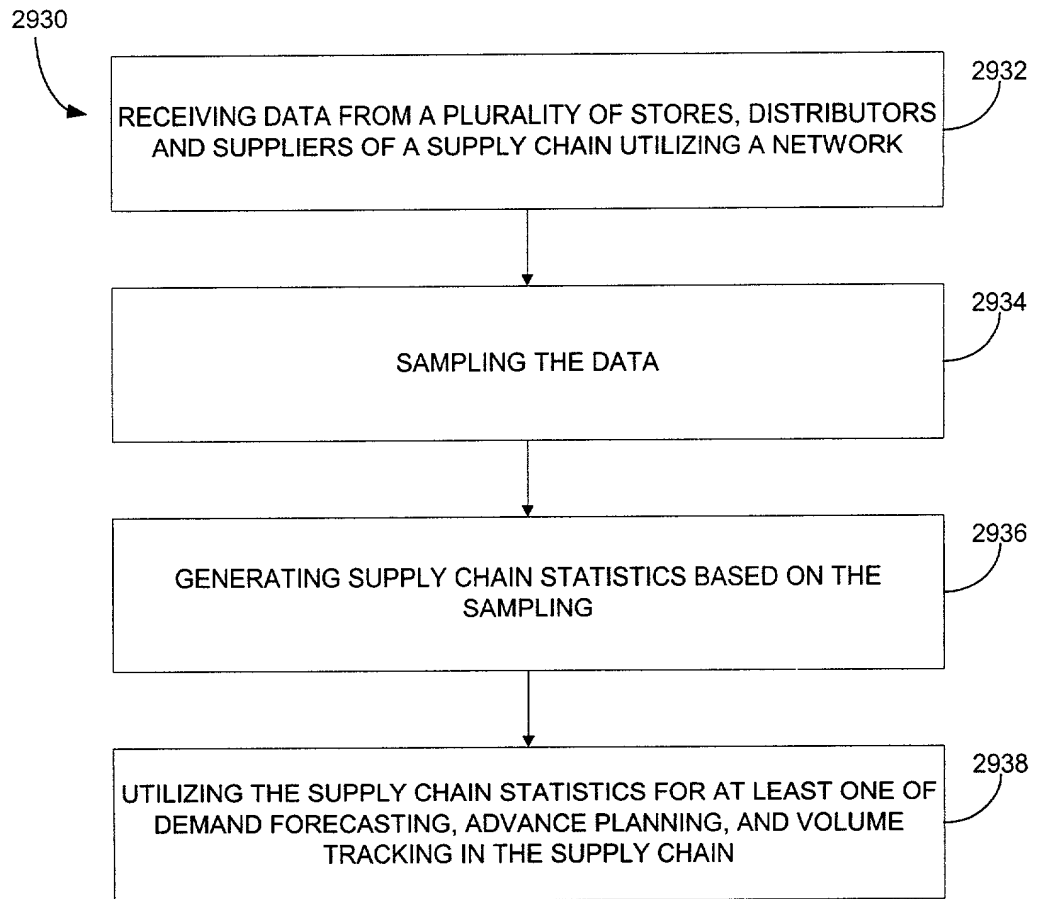 2930
2932
RECEIVING DATA FROM A PLURALITY OF STORES, DISTRIBUTORS
AND SUPPLIERS OF A SUPPLY CHAIN UTILIZING A NETWORK
2934
SAMPLING THE DATA
2936
GENERATING SUPPLY CHAIN STATISTICS BASED ON THE
SAMPLING
2938
UTILIZING THE SUPPLY CHAIN STATISTICS FOR AT LEAST ONE OF
DEMAND FORECASTING, ADVANCE PLANNING, AND VOLUME
TRACKING IN THE SUPPLY CHAIN